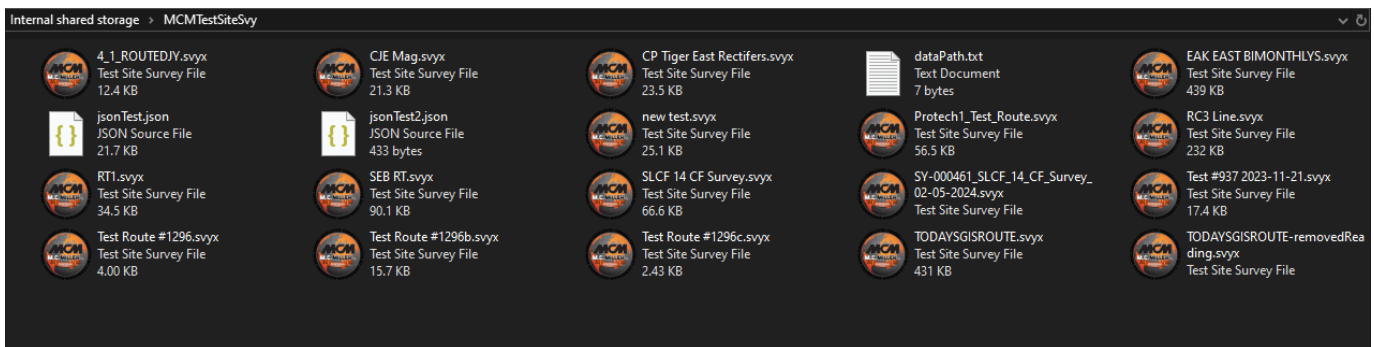 Internal shared storage > MCMTestSiteSvy
4_1_ROUTEDJY.svyx
Test Site Survey File
12.4 KB
CJE Mag.svyx
Test Site Survey File
21.3 KB
CP Tiger East Rectifers.svyx
Test Site Survey File
23.5 KB
dataPath.txt
Text Document
7 bytes
EAK EAST BIMONTHLYS.svyx
Test Site Survey File
439 KB
jsonTest.json
JSON Source File
21.7 KB
jsonTest2.json
JSON Source File
433 bytes
new test.svyx
Test Site Survey File
25.1 KB
Protech1_Test_Route.svyx
Test Site Survey File
56.5 KB
RC3 Line.svyx
Test Site Survey File
232 KB
RT1.svyx
Test Site Survey File
34.5 KB
SEB RT.svyx
Test Site Survey File
90.1 KB
SLCF 14 CF Survey.svyx
Test Site Survey File
66.6 KB
SY-000461_SLCF_14_CF_Survey_
02-05-2024.svyx
Test Site Survey File
Test #937 2023-11-21.svyx
Test Site Survey File
17.4 KB
Test Route #1296.svyx
Test Site Survey File
4.00 KB
Test Route #1296b.svyx
Test Site Survey File
15.7 KB
Test Route #1296c.svyx
Test Site Survey File
2.43 KB
TODAYSGISROUTE.svyx
Test Site Survey File
431 KB
TODAYSGISROUTE-removedRea
ding.svyx
Test Site Survey File
MCM
M.C. MILLER